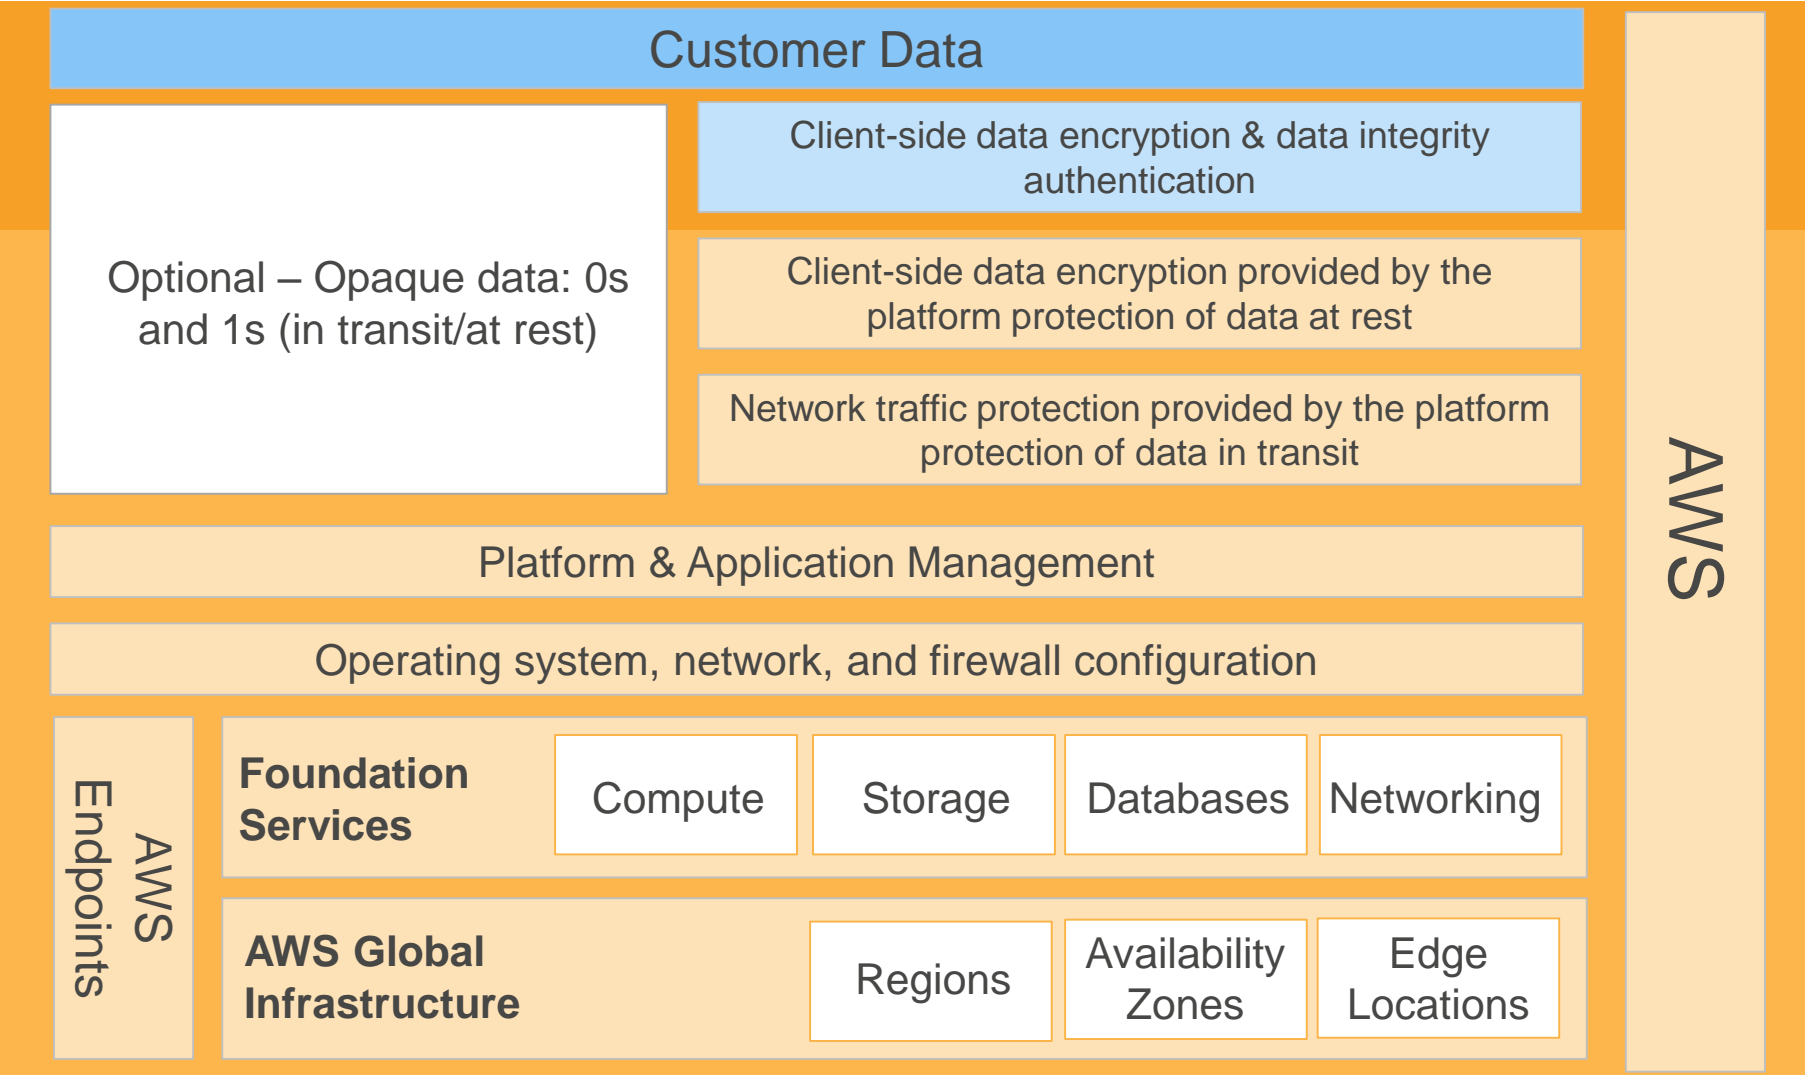 Customer Data
Client-side data encryption & data integrity
authentication
Optional – Opaque data: 0s
and 1s (in transit/at rest)
Client-side data encryption provided by the
platform protection of data at rest
Network traffic protection provided by the platform
protection of data in transit
Platform & Application Management
Operating system, network, and firewall configuration
AWS
Endpoints
Foundation
Services
Compute
Storage
Databases
Networking
AWS Global
Infrastructure
Regions
Availability
Zones
Edge
Locations
AWS